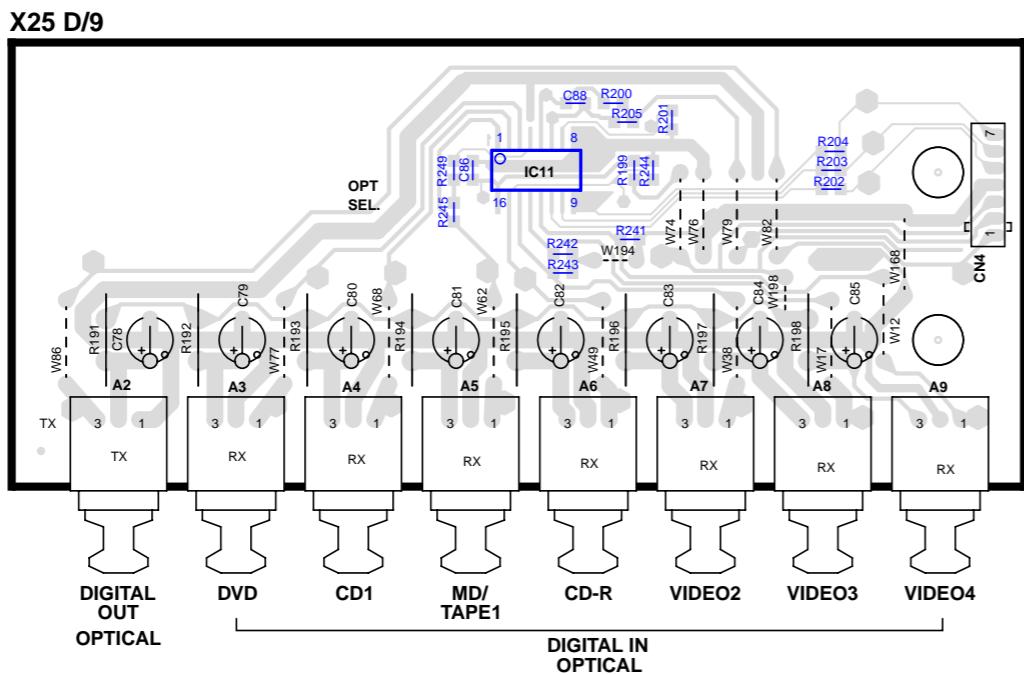 X25 D/9
C88 R200
R205
R201
1 8
R249
C86
IC11
R199
R244
R204
R203
R202
7
OPT
SEL.
R245
16 9
R241
R242
W194
R243
W74
W76
W79
W82
W168
1
CN4
C79
C80
W68
C81
W62
C82
C83
C84
W198
C85
W86
R191
C78
R192
W77
R193
R194
R195
W49
R196
R197
W38
R198
W17
W12
+ + + + + + + +
A2 A3 A4 A5 A6 A7 A8 A9
TX 3 1 3 1 3 1 3 1 3 1 3 1 3 1 3 1
TX RX RX RX RX RX RX RX
DIGITAL OUT
OPTICAL
DVD
CD1
MD/
TAPE1
CD-R
VIDEO2
VIDEO3
VIDEO4
DIGITAL IN
OPTICAL